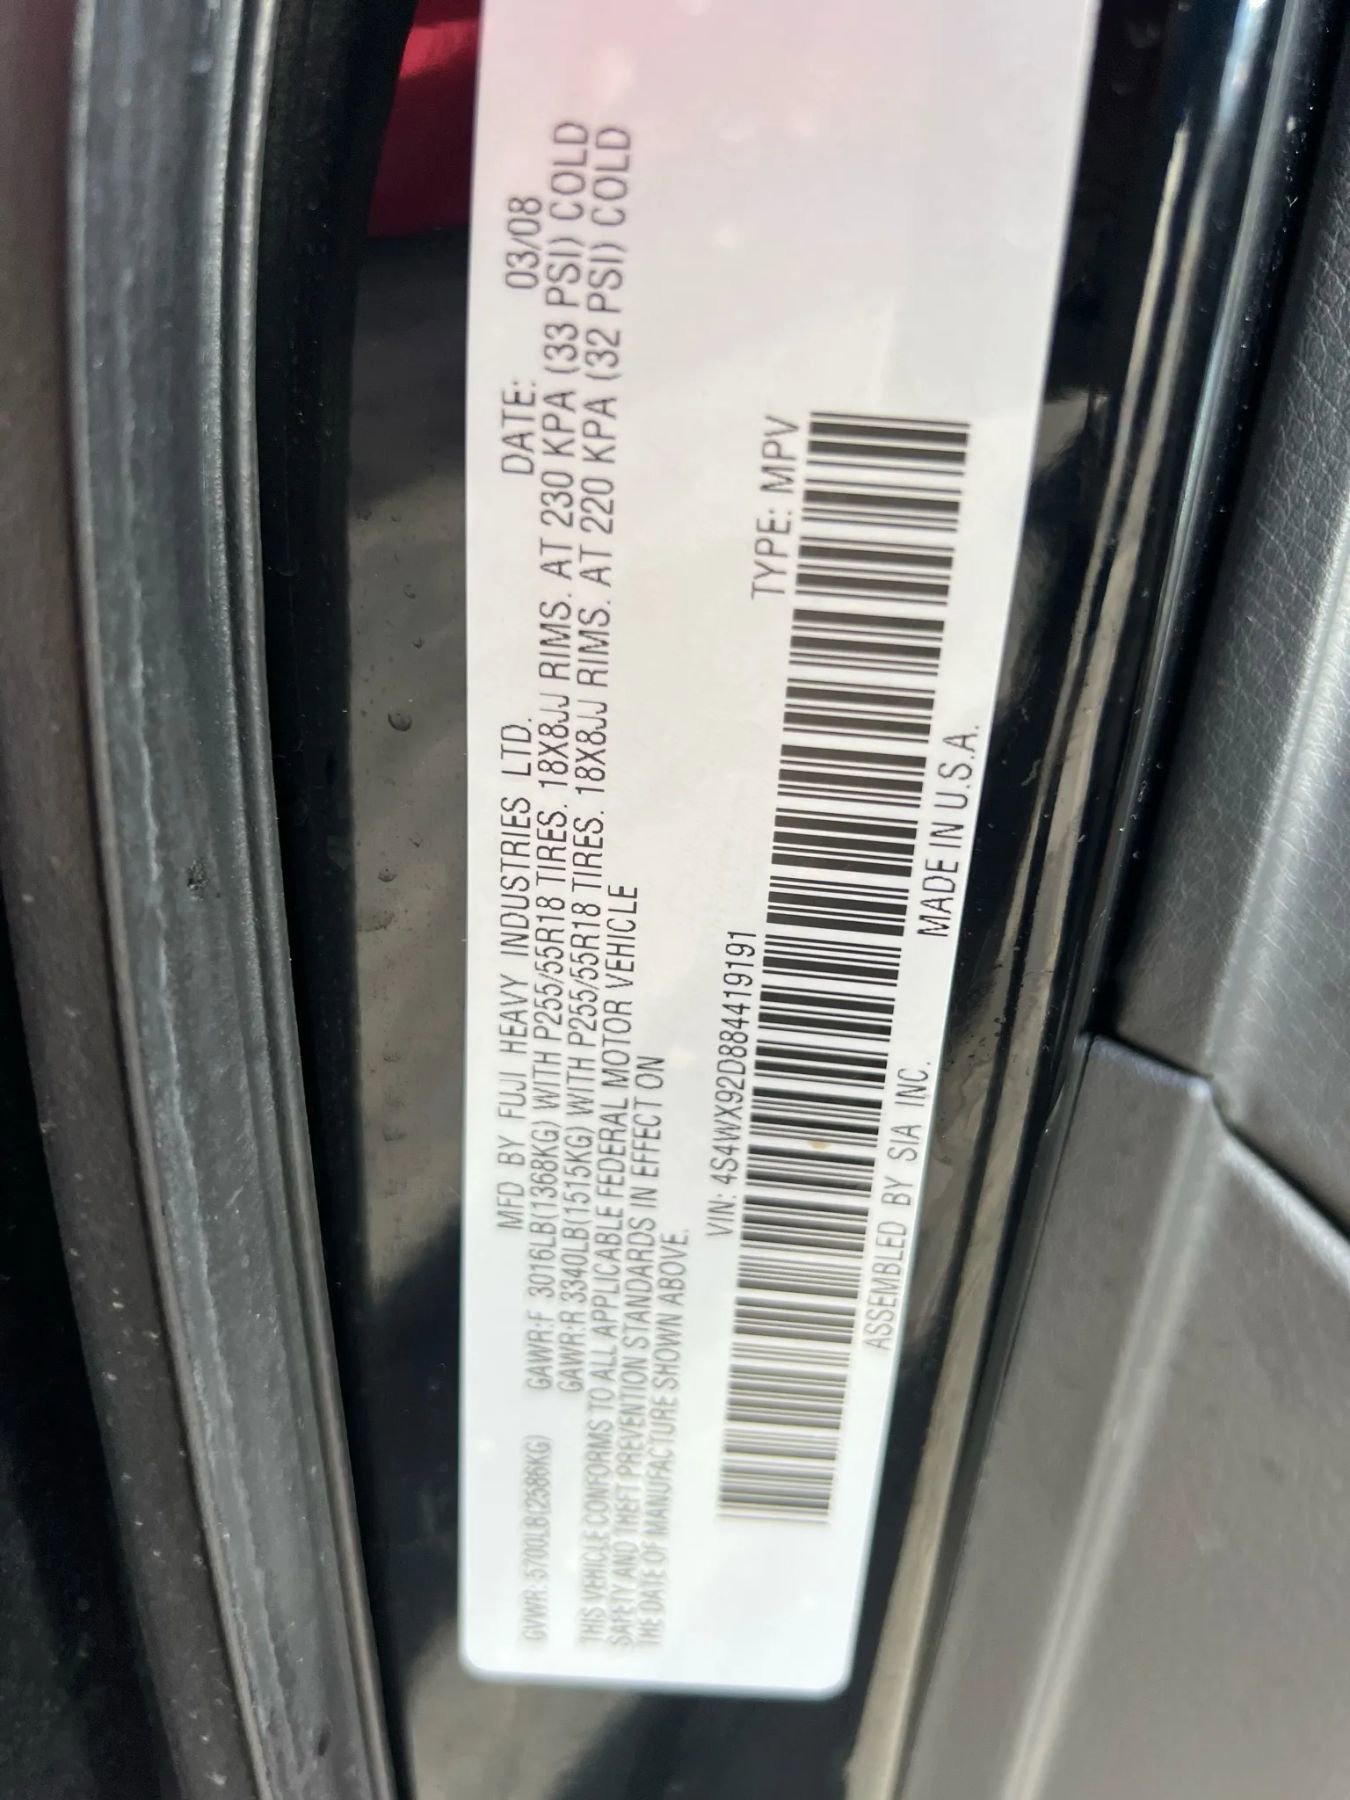 MFD BY FUJI HEAVY INDUSTRIES LTD. DATE: 03/08
GVWR: 5700LB(2586KG) GAWR:F 3016LB(1368KG) WITH P255/55R18 TIRES. 18X8JJ RIMS. AT 230 KPA (33 PSI) COLD
GAWR:R 3340LB(1515KG) WITH P255/55R18 TIRES. 18X8JJ RIMS. AT 220 KPA (32 PSI) COLD
THIS VEHICLE CONFORMS TO ALL APPLICABLE FEDERAL MOTOR VEHICLE
SAFETY AND THEFT PREVENTION STANDARDS IN EFFECT ON
THE DATE OF MANUFACTURE SHOWN ABOVE.
VIN: 4S4WX92D884419191 TYPE: MPV
ASSEMBLED BY SIA INC. MADE IN U.S.A.